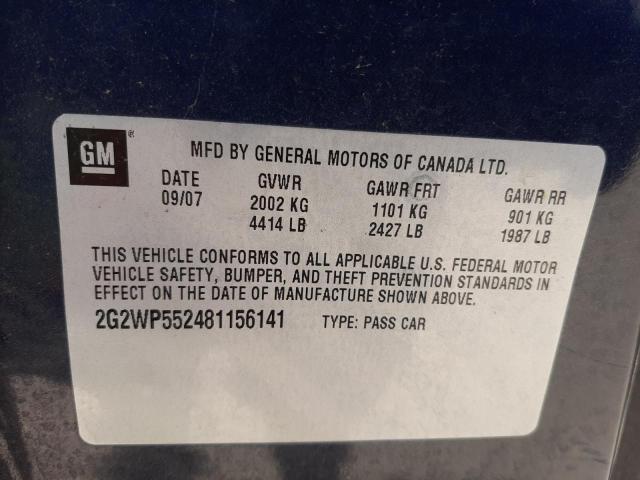 GM ®
MFD BY GENERAL MOTORS OF CANADA LTD.
DATE GVWR GAWR FRT GAWR RR
09/07 2002 KG 1101 KG 901 KG
4414 LB 2427 LB 1987 LB
THIS VEHICLE CONFORMS TO ALL APPLICABLE U.S. FEDERAL MOTOR
VEHICLE SAFETY, BUMPER, AND THEFT PREVENTION STANDARDS IN
EFFECT ON THE DATE OF MANUFACTURE SHOWN ABOVE.
2G2WP552481156141 TYPE: PASS CAR